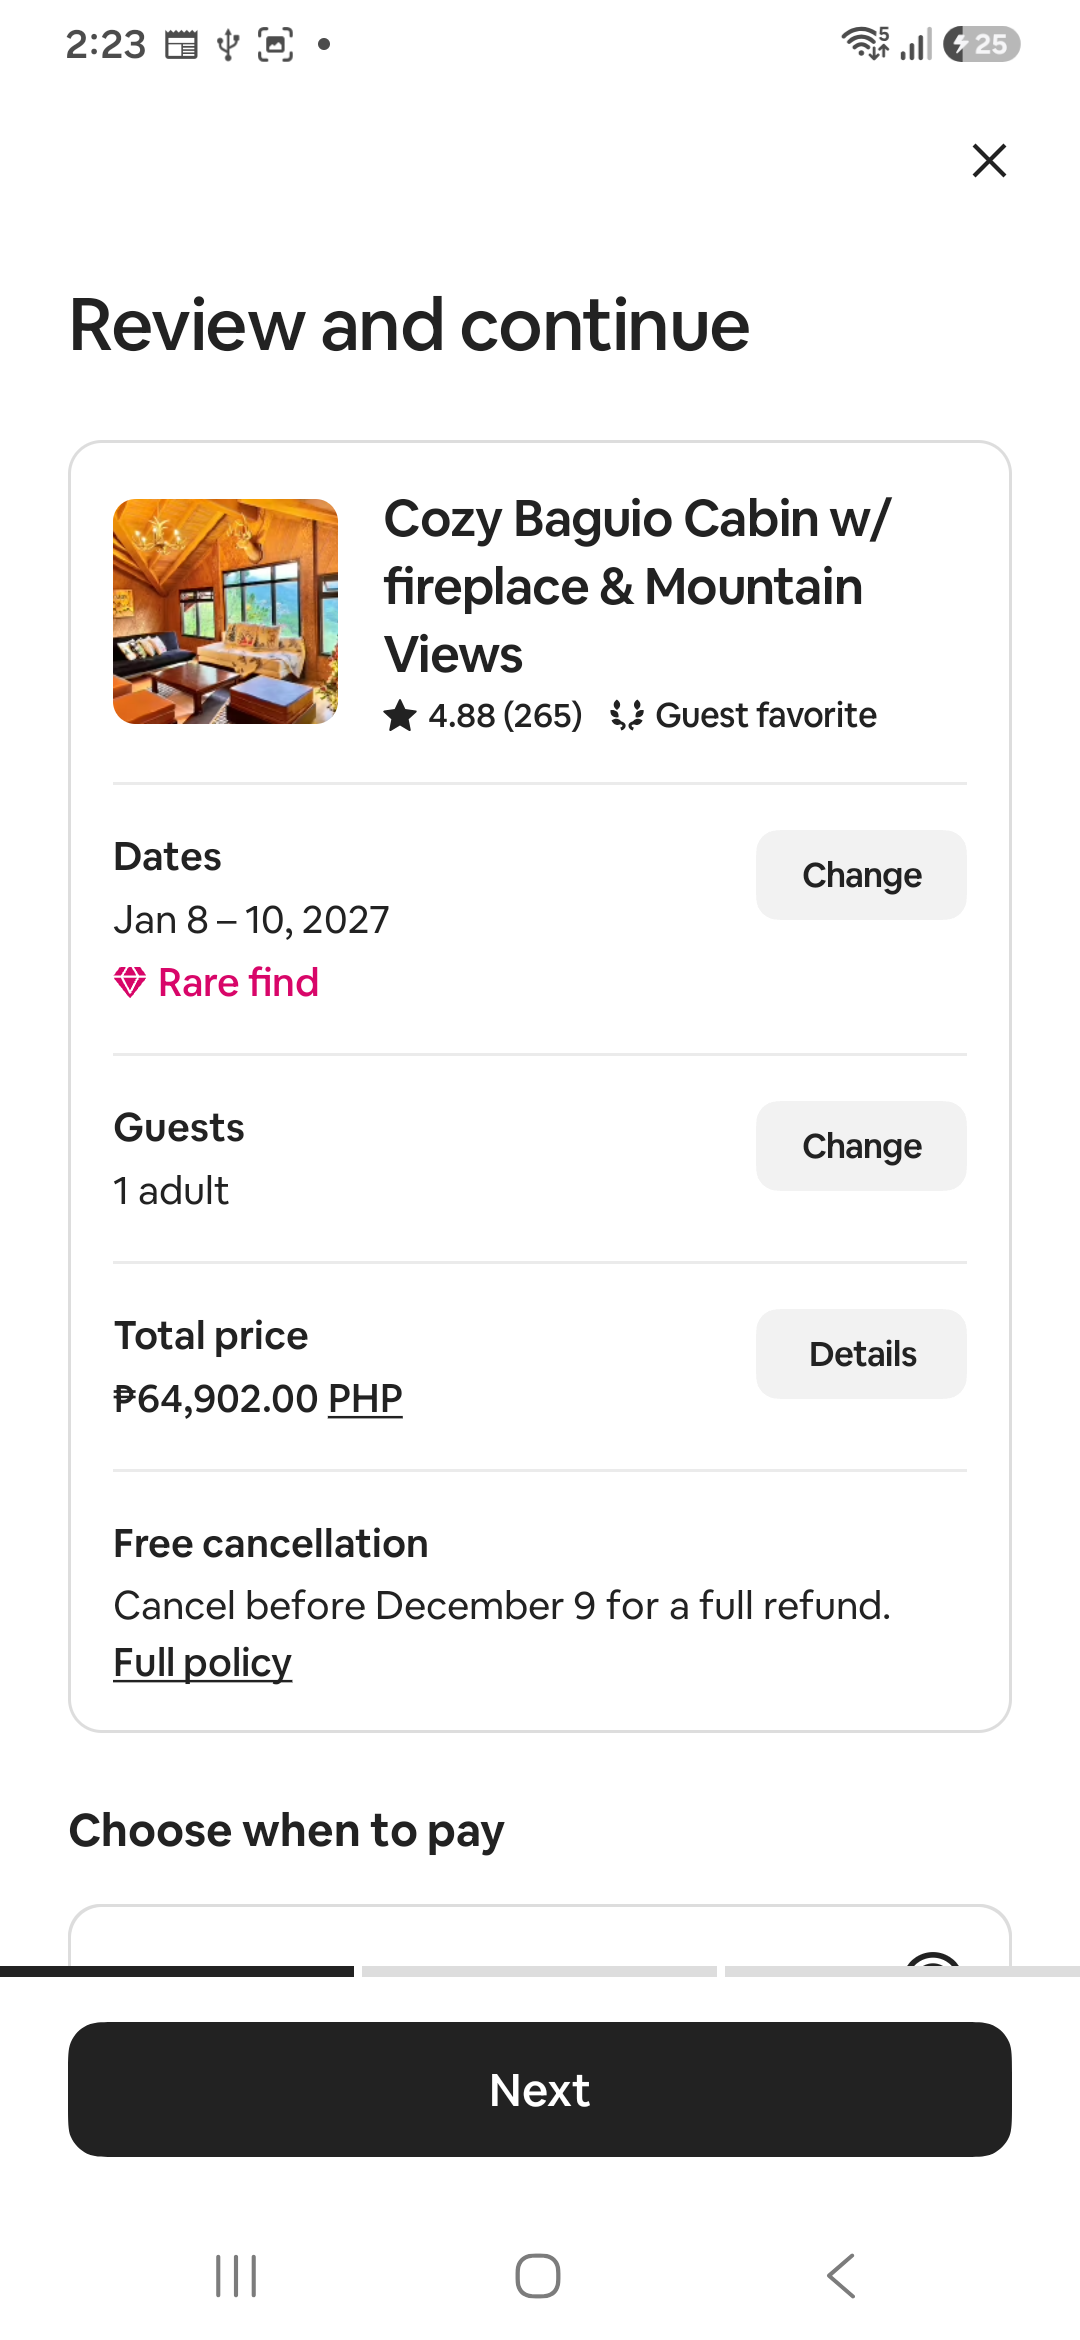 2:23
5
25
Review and continue
Cozy Baguio Cabin w/
fireplace & Mountain
Views
4.88 (265) Guest favorite
Dates
Change
Jan 8 – 10, 2027
Rare find
Guests
Change
1 adult
Total price
Details
₱64,902.00 PHP
Free cancellation
Cancel before December 9 for a full refund.
Full policy
Choose when to pay
Next